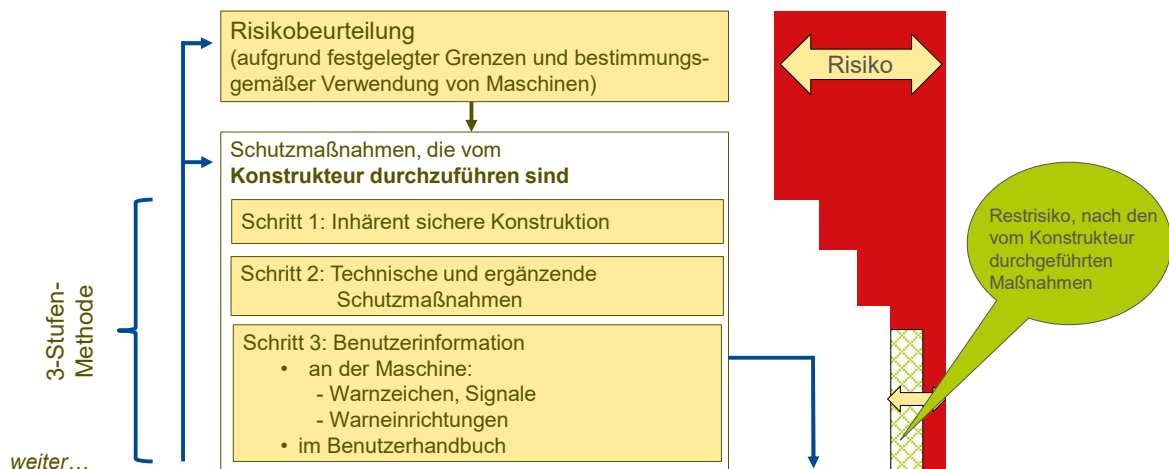 Risikobeurteilung
(aufgrund festgelegter Grenzen und bestimmungs-
gemäßer Verwendung von Maschinen)
Risiko
Schutzmaßnahmen, die vom
Konstrukteur durchzuführen sind
Schritt 1: Inhärent sichere Konstruktion
Schritt 2: Technische und ergänzende
Schutzmaßnahmen
Schritt 3: Benutzerinformation
• an der Maschine:
- Warnzeichen, Signale
- Warneinrichtungen
• im Benutzerhandbuch
3-Stufen-
Methode
Restrisiko, nach den
vom Konstrukteur
durchgeführten
Maßnahmen
weiter…